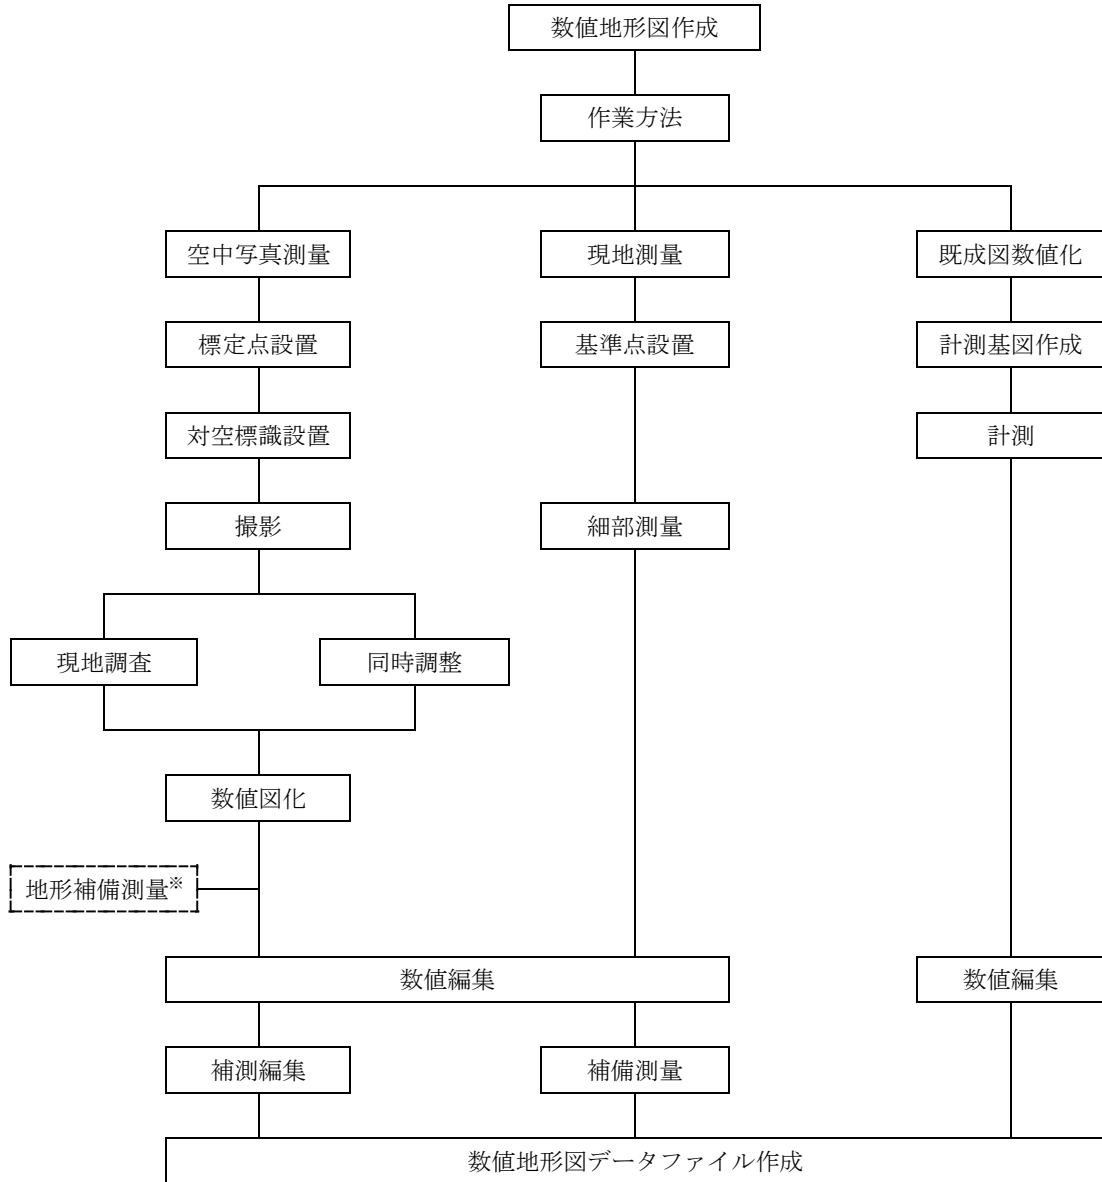 数値地形図作成
作業方法
空中写真測量
現地測量
既成図数値化
標定点設置
基準点設置
計測基図作成
対空標識設置
計測
撮影
細部測量
現地調査
同時調整
数値図化
地形補備測量※
数値編集
数値編集
補測編集
補備測量
数値地形図データファイル作成